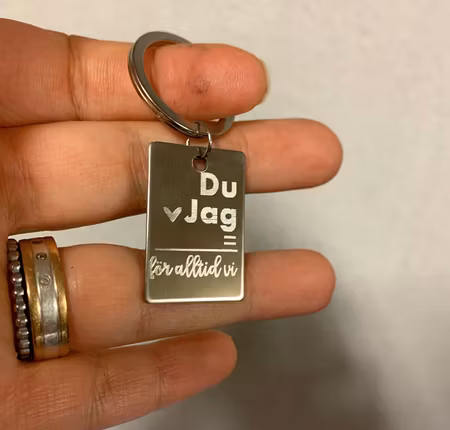 Du
♥Jag
=
för alltid vi